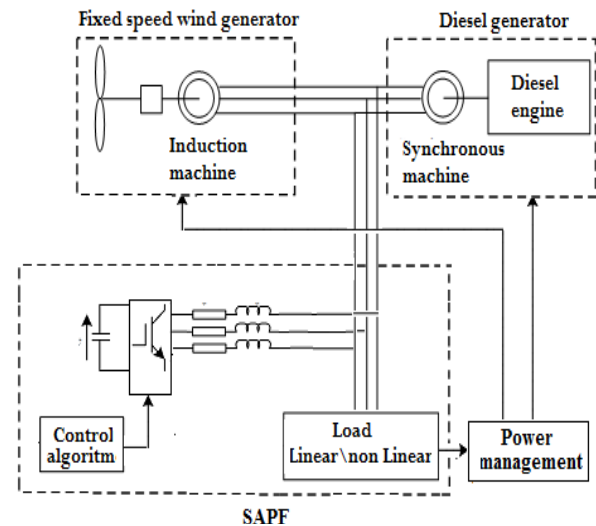 Fixed speed wind generator
Diesel generator
Diesel
engine
Induction
machine
Synchronous
machine
Control
algoritm
Load
Linear\non Linear
Power
management
SAPF